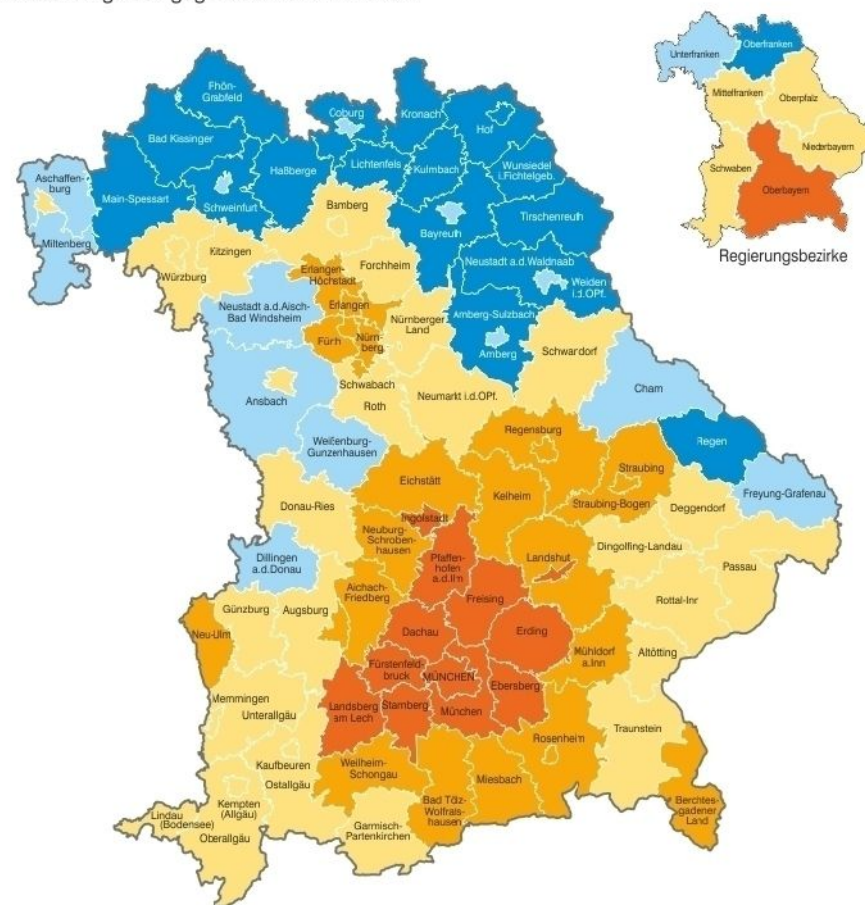 Oberfranken
Unterfranken
Mittelfranken
Oberpfalz
Niederbayern
Schwaben
Oberbayern
Regierungsbezirke
Fhön-
Grabfeld
Coburg
Kronach
Hof
Bad Kissinger
Haßberge
Lichtenfels
Kulmbach
Wunsiedel
i.Fichtelgeb.
Aschaffen-
burg
Main-Spessart
Schweinfurt
Bamberg
Bayreuth
Tirschenreuth
Miltenberg
Würzburg
Kitzingen
Forchheim
Erlangen-
Höchstadt
Neustadt a.d.Waldnaab
Weiden
i.d.OPf.
Neustadt a.d.Aisch-
Bad Windsheim
Erlangen
Nürnberger
Land
Amberg-Sulzbach
Fürth
Nürn-
berg
Amberg
Schwandorf
Schwabach
Roth
Neumarkt i.d.OPf.
Cham
Ansbach
Weißenburg-
Gunzenhausen
Regensburg
Straubing
Regen
Eichstätt
Kelheim
Straubing-Bogen
Freyung-Grafenau
Deggendorf
Donau-Ries
Ingolstadt
Neuburg-
Schroben-
hausen
Pfaffen-
hofen
a.d.Ilm
Landshut
Dingolfing-Landau
Passau
Dillingen
a.d.Donau
Aichach-
Friedberg
Freising
Rottal-Inr
Günzburg
Augsburg
Dachau
Erding
Neu-Ulm
Mühldorf
a.Inn
Altötting
Fürstenfeld-
bruck
MÜNCHEN
Ebersberg
Memmingen
Unterallgäu
Landsberg
am Lech
Starnberg
München
Traunstein
Rosenheim
Kaufbeuren
Ostallgäu
Weilheim-
Schongau
Miesbach
Bad Tölz-
Wolfrats-
hausen
Berchtes-
gadener
Land
Kempten
(Allgäu)
Lindau
(Bodensee)
Oberallgäu
Garmisch-
Partenkirchen